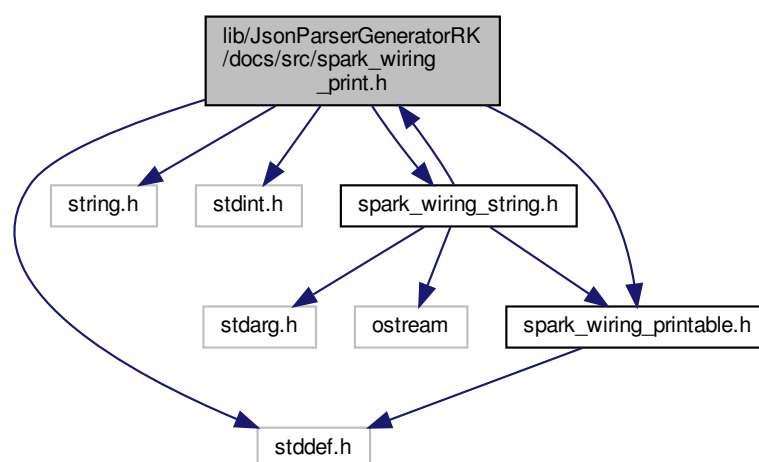 lib/JsonParserGeneratorRK
/docs/src/spark_wiring
_print.h
string.h
stdint.h
spark_wiring_string.h
stdarg.h
ostream
spark_wiring_printable.h
stddef.h